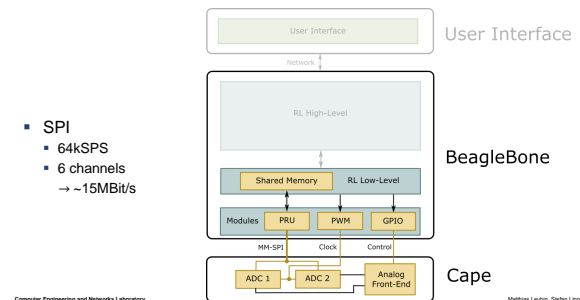 User Interface
User Interface
Network
RL High-Level
▪ SPI
▪ 64kSPS
▪ 6 channels
→ ~15MBit/s
BeagleBone
Shared Memory
RL Low-Level
Modules
PRU
PWM
GPIO
MM-SPI
Clock
Control
ADC 1
ADC 2
Analog
Front-End
Cape
Computer Engineering and Networks Laboratory